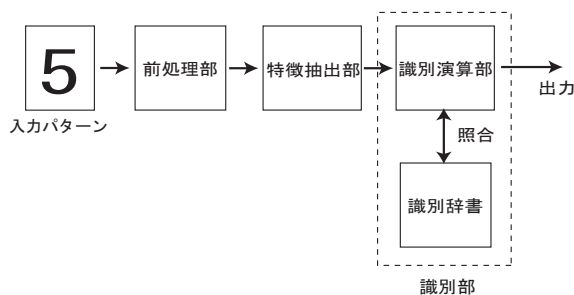 5
入力パターン
前処理部
特徴抽出部
識別演算部
出力
照合
識別辞書
識別部